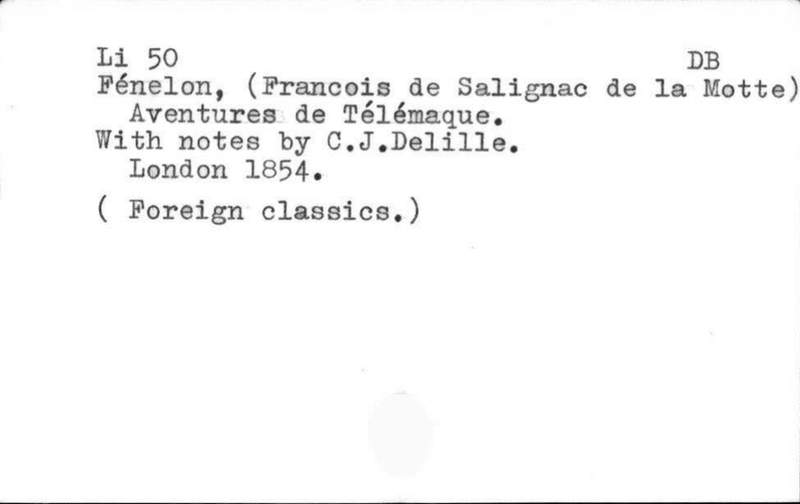 Li 50 DB
Fénelon, (Francois de Salignac de la Motte)
Aventures de Télémaque.
With notes by C.J.Delille.
London 1854.
( Foreign classics.)